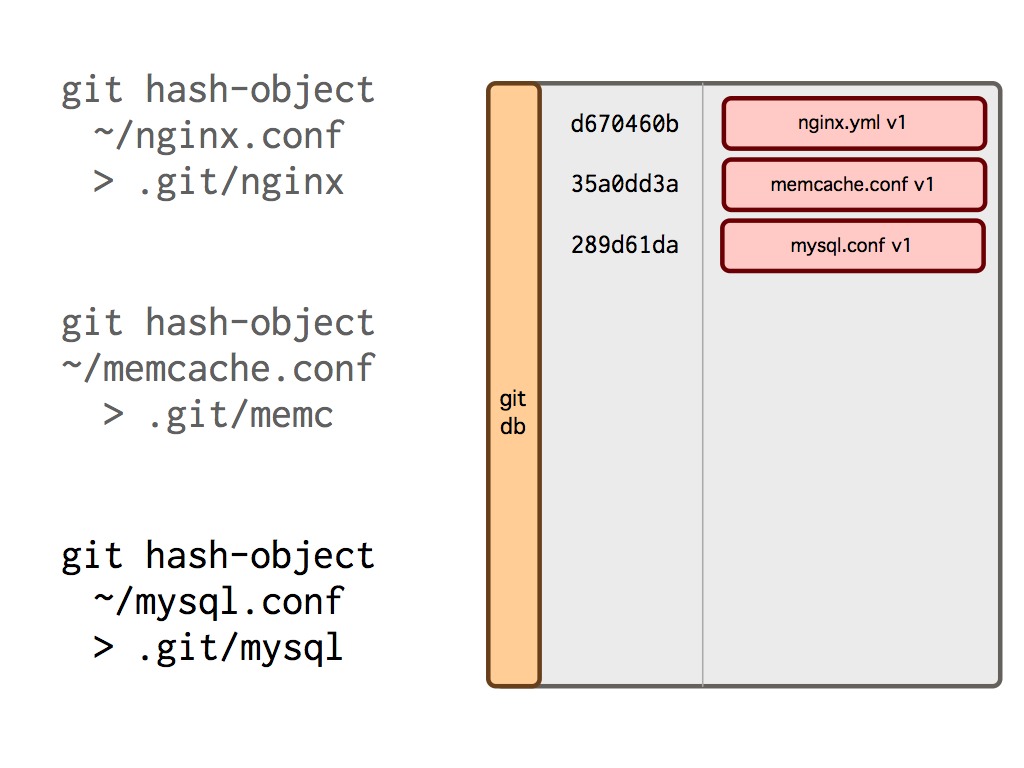 git hash-object
~/nginx.conf
> .git/nginx
git hash-object
~/memcache.conf
> .git/memc
git hash-object
~/mysql.conf
> .git/mysql
git
db
d670460b
nginx.yml v1
35a0dd3a
memcache.conf v1
289d61da
mysql.conf v1